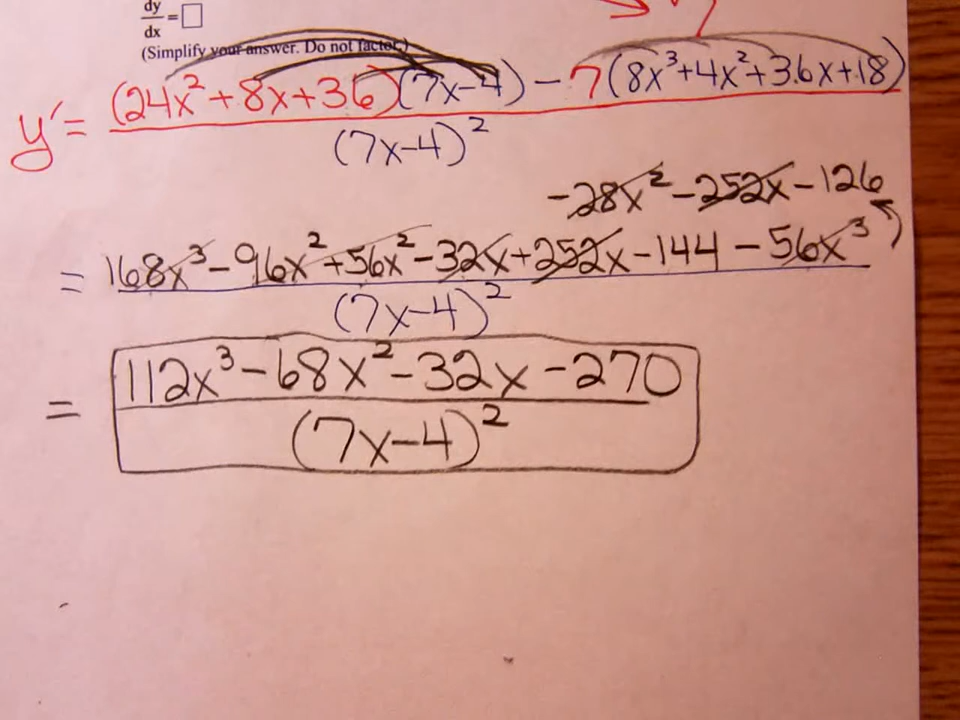 dy/dx = □
(Simplify your answer. Do not factor.)
y' = (24x² + 8x + 36)(7x - 4) - 7(8x³ + 4x² + 36x + 18)
(7x - 4)²
- 28x² - 252x - 126
= 168x³ - 96x² + 56x² - 32x + 252x - 144 - 56x³
(7x - 4)²
= 112x³ - 68x² - 32x - 270
(7x - 4)²